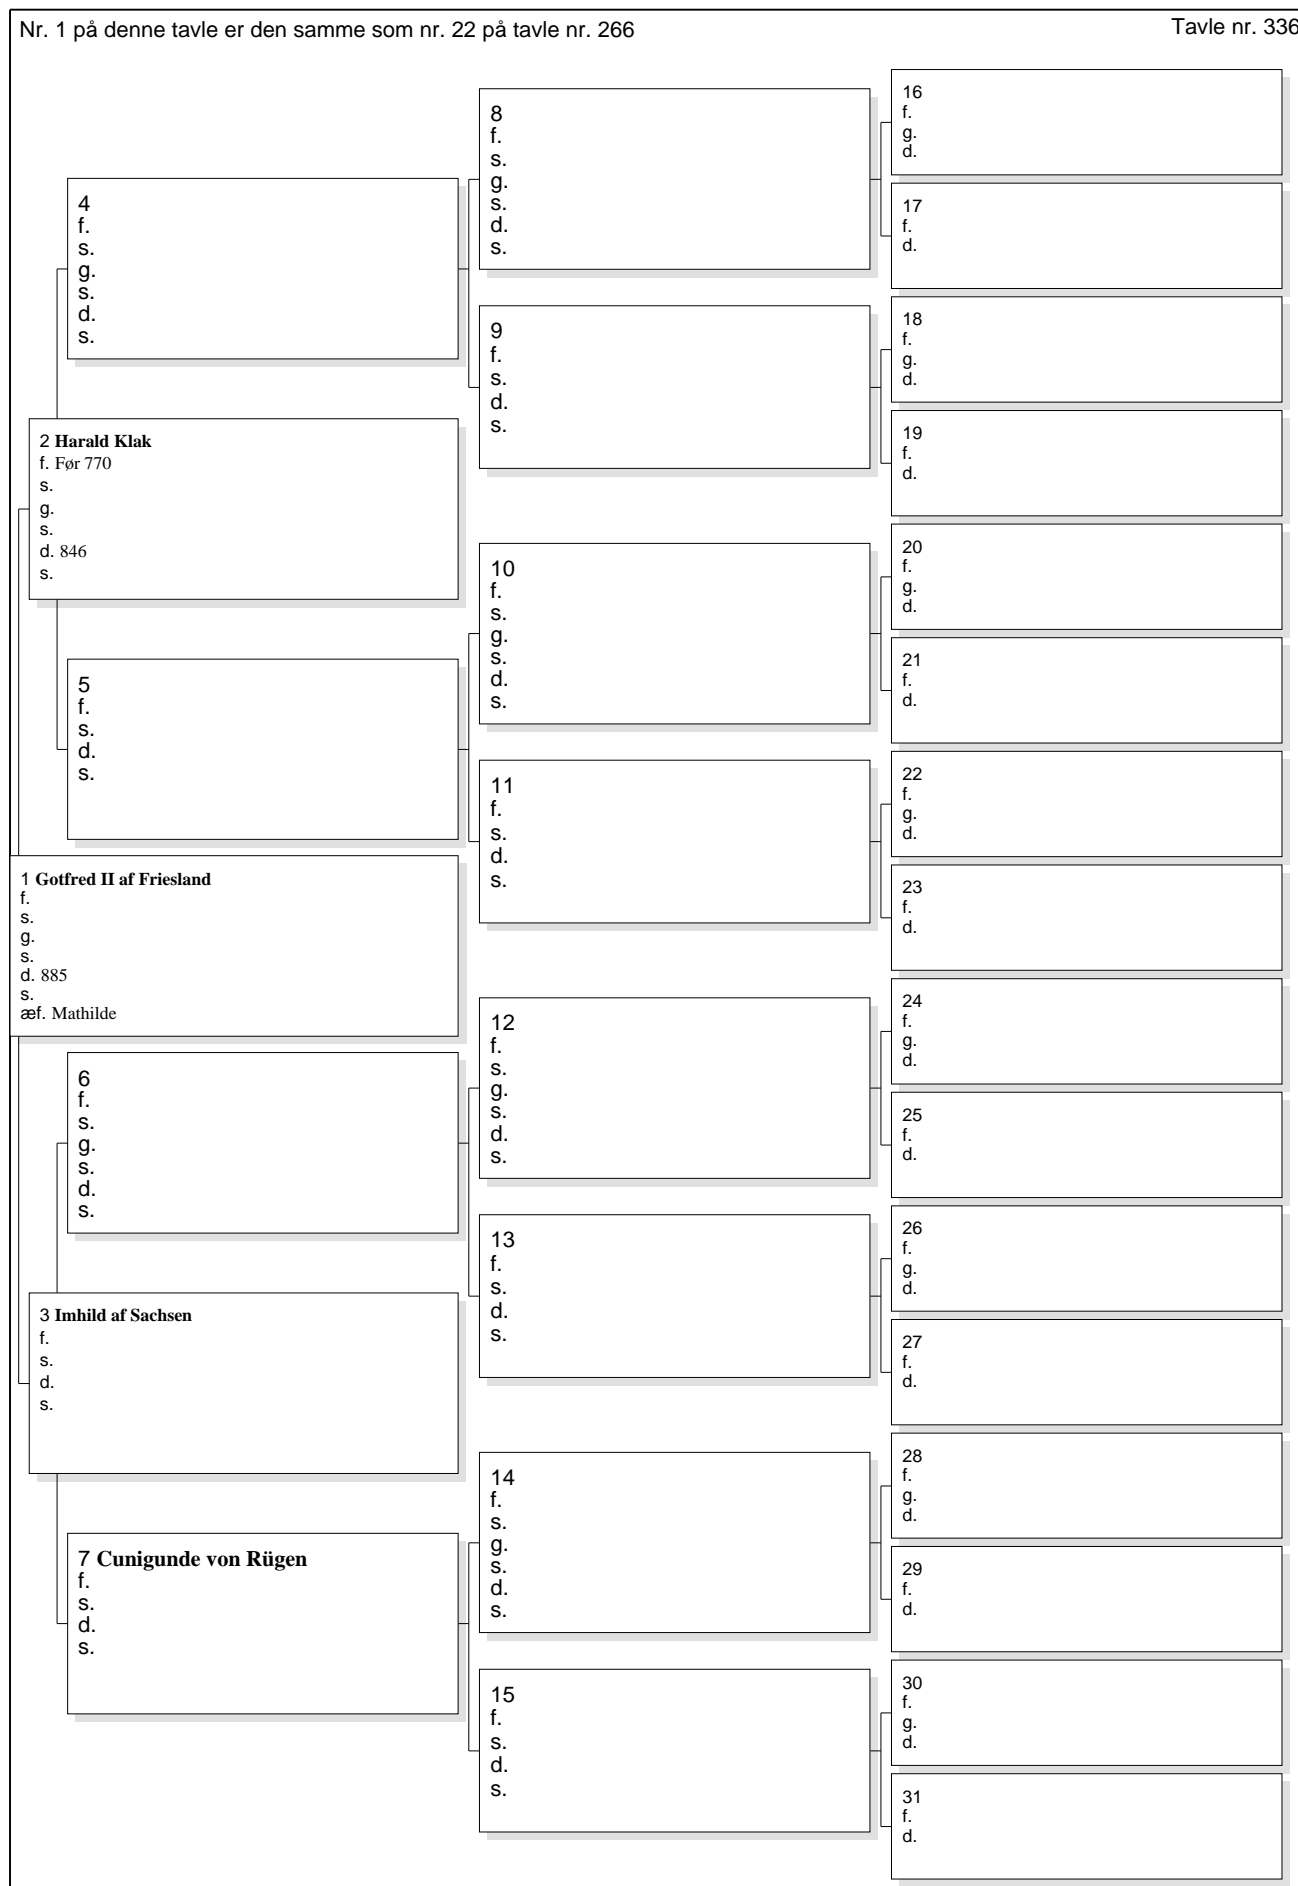 Nr. 1 på denne tavle er den samme som nr. 22 på tavle nr. 266
Tavle nr. 336
1 Gotfred II af Friesland
f.
s.
g.
s.
d. 885
s.
æf. Mathilde
2 Harald Klak
f. Før 770
s.
g.
s.
d. 846
s.
3 Imhild af Sachsen
f.
s.
d.
s.
4
f.
s.
g.
s.
d.
s.
5
f.
s.
d.
s.
6
f.
s.
g.
s.
d.
s.
7 Cunigunde von Rügen
f.
s.
d.
s.
8
f.
s.
g.
s.
d.
s.
9
f.
s.
d.
s.
10
f.
s.
g.
s.
d.
s.
11
f.
s.
d.
s.
12
f.
s.
g.
s.
d.
s.
13
f.
s.
d.
s.
14
f.
s.
g.
s.
d.
s.
15
f.
s.
d.
s.
16
f.
g.
d.
17
f.
d.
18
f.
g.
d.
19
f.
d.
20
f.
g.
d.
21
f.
d.
22
f.
g.
d.
23
f.
d.
24
f.
g.
d.
25
f.
d.
26
f.
g.
d.
27
f.
d.
28
f.
g.
d.
29
f.
d.
30
f.
g.
d.
31
f.
d.